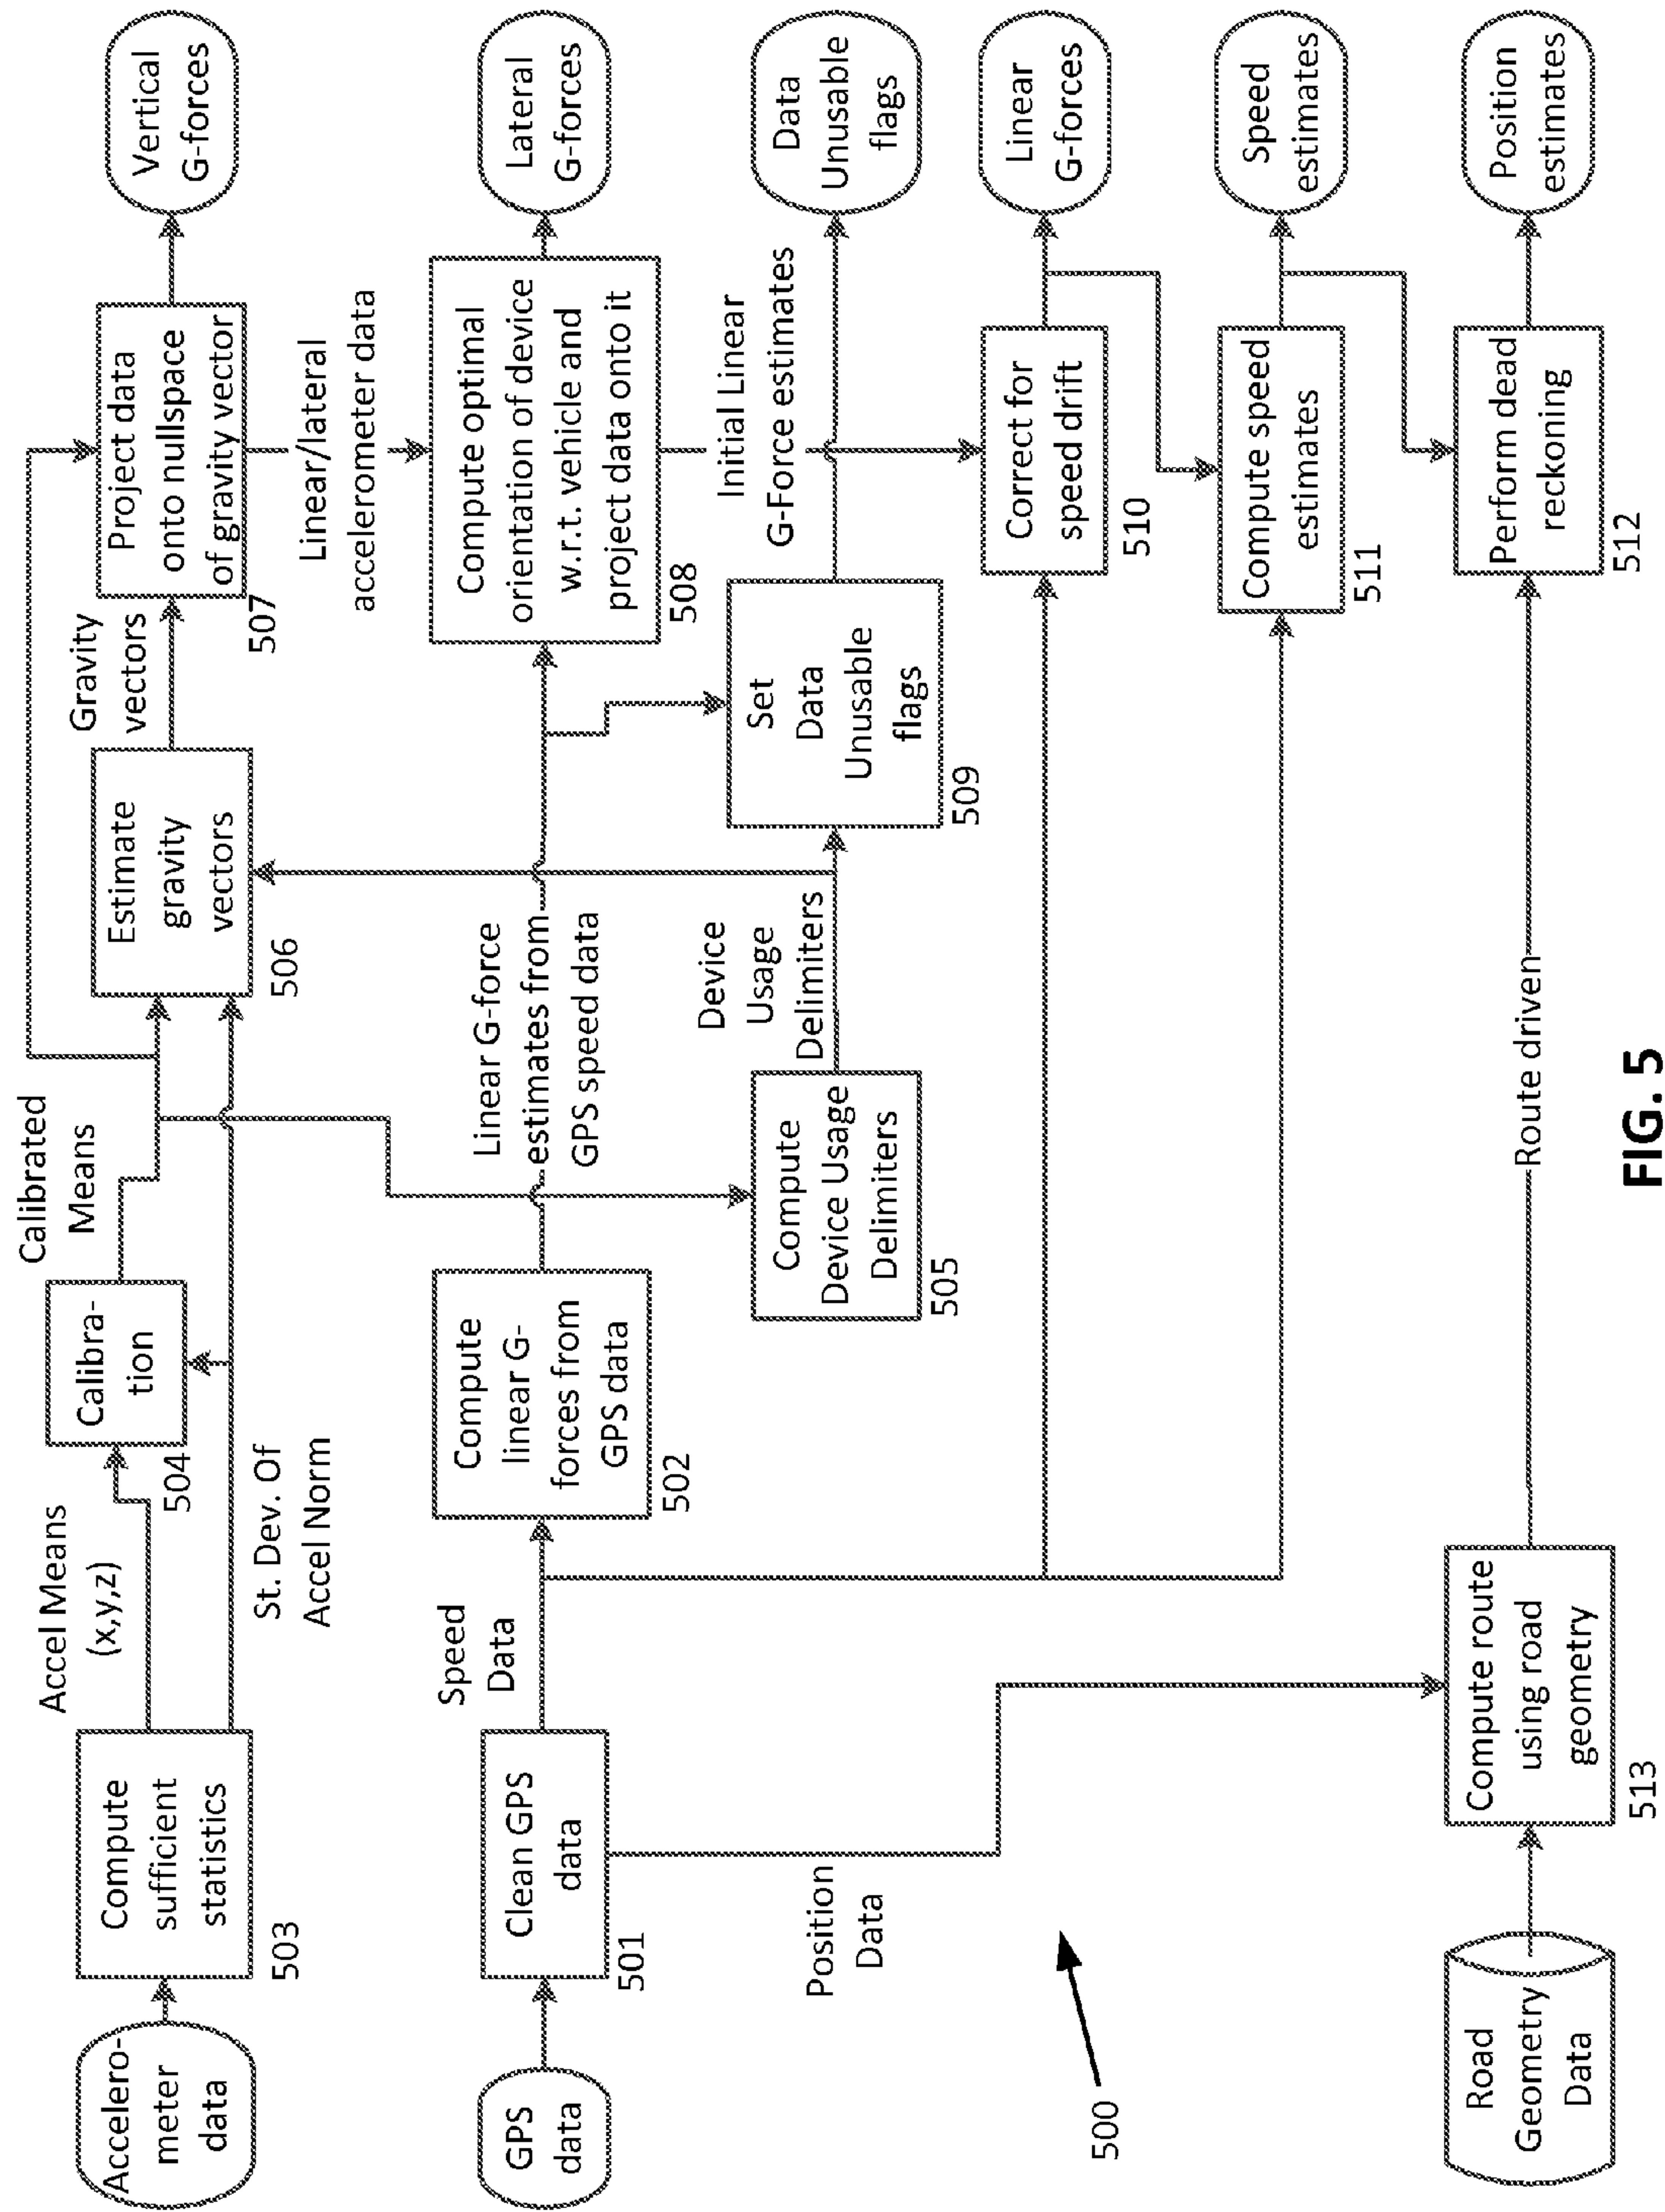 Accelero-
meter
data
Compute
sufficient
statistics
503
Accel Means
(x,y,z)
St. Dev. Of
Accel Norm
Calibra-
tion
504
Calibrated
Means
Estimate
gravity
vectors
506
Gravity
vectors
Project data
onto nullspace
of gravity vector
507
Vertical
G-forces
Linear/lateral
accelerometer data
GPS
data
Clean GPS
data
501
Speed
Data
Compute
linear G-
forces from
GPS data
502
Linear G-force
estimates from
GPS speed data
Compute optimal
orientation of device
w.r.t. vehicle and
project data onto it
508
Lateral
G-forces
Compute
Device Usage
Delimiters
505
Device
Usage
Delimiters
Set
Data
Unusable
flags
509
Initial Linear
G-Force estimates
Data
Unusable
flags
Position
Data
Correct for
speed drift
510
Linear
G-forces
500
Compute speed
estimates
511
Speed
estimates
Road
Geometry
Data
Compute route
using road
geometry
513
Route driven
Perform dead
reckoning
512
Position
estimates
FIG. 5